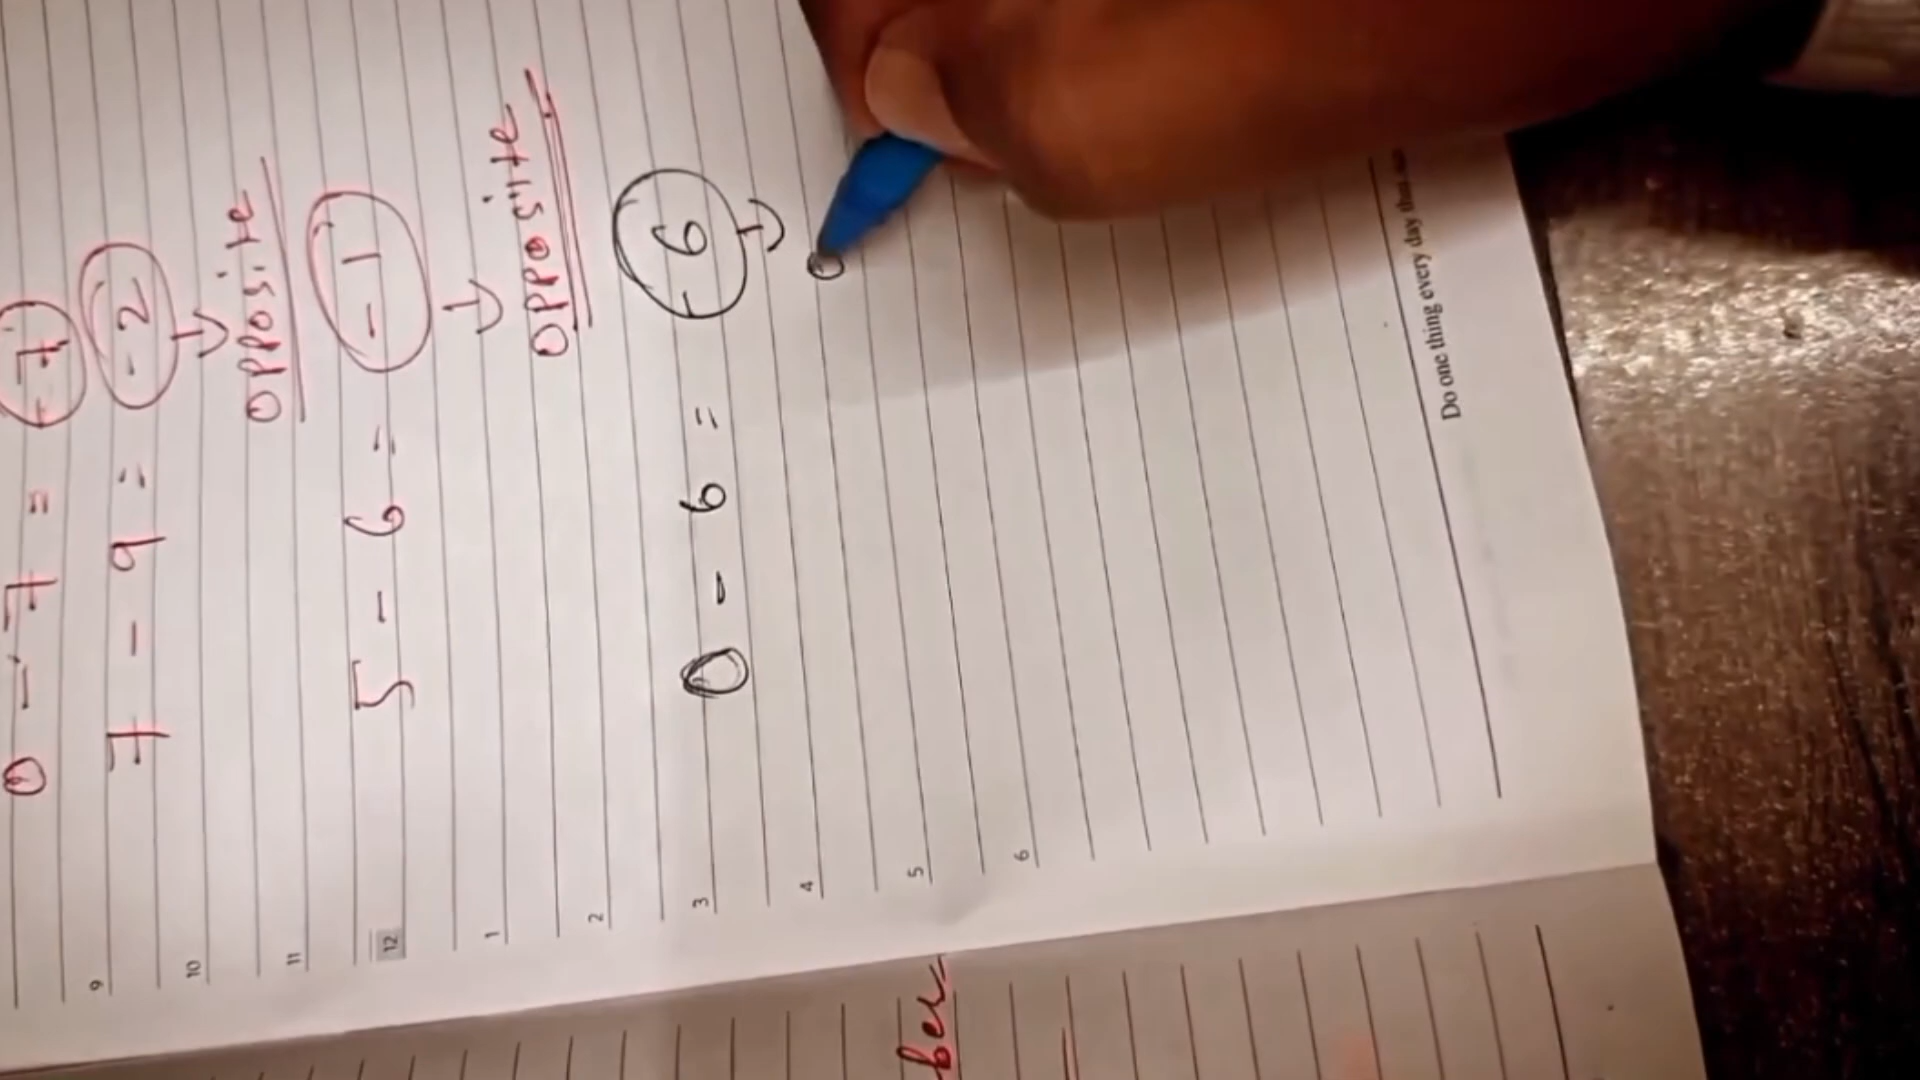 0 - 7 = -7
9
7 - 9 = -2
10
opposite
11
12
5 - 6 = -1
1
opposite
2
3
0 - 6 = -6
4
o
5
6
Do one thing every day that
ber